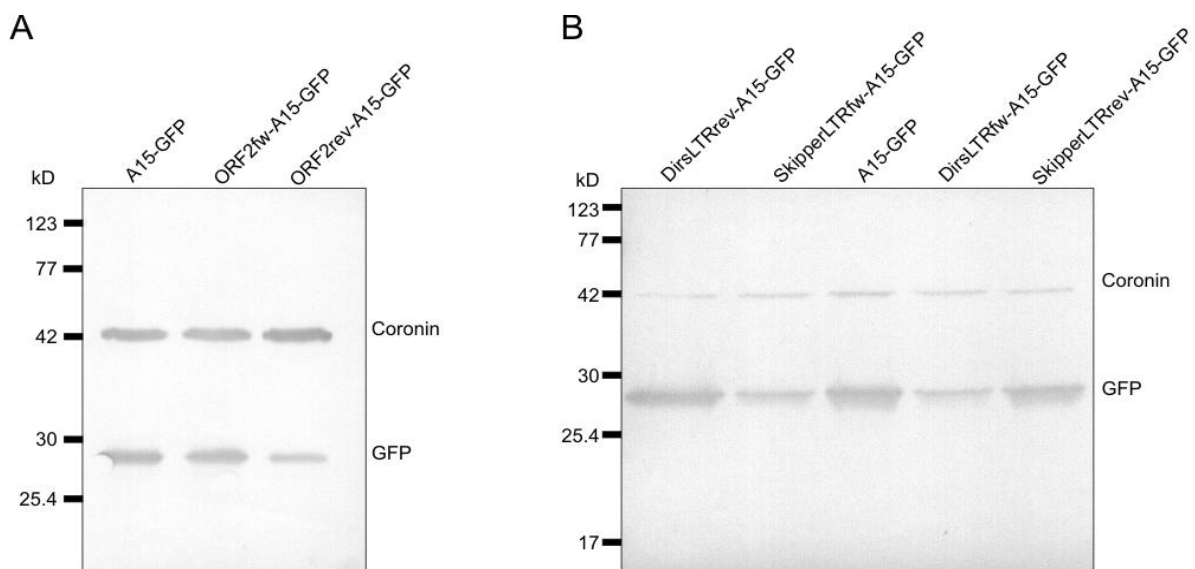 A
A15-GFP
ORF2fw-A15-GFP
ORF2rev-A15-GFP
kD
123
77
42
30
25.4
Coronin
GFP
B
DirsLTRrev-A15-GFP
SkipperLTRfw-A15-GFP
A15-GFP
DirsLTRfw-A15-GFP
SkipperLTRrev-A15-GFP
kD
123
77
42
30
25.4
17
Coronin
GFP